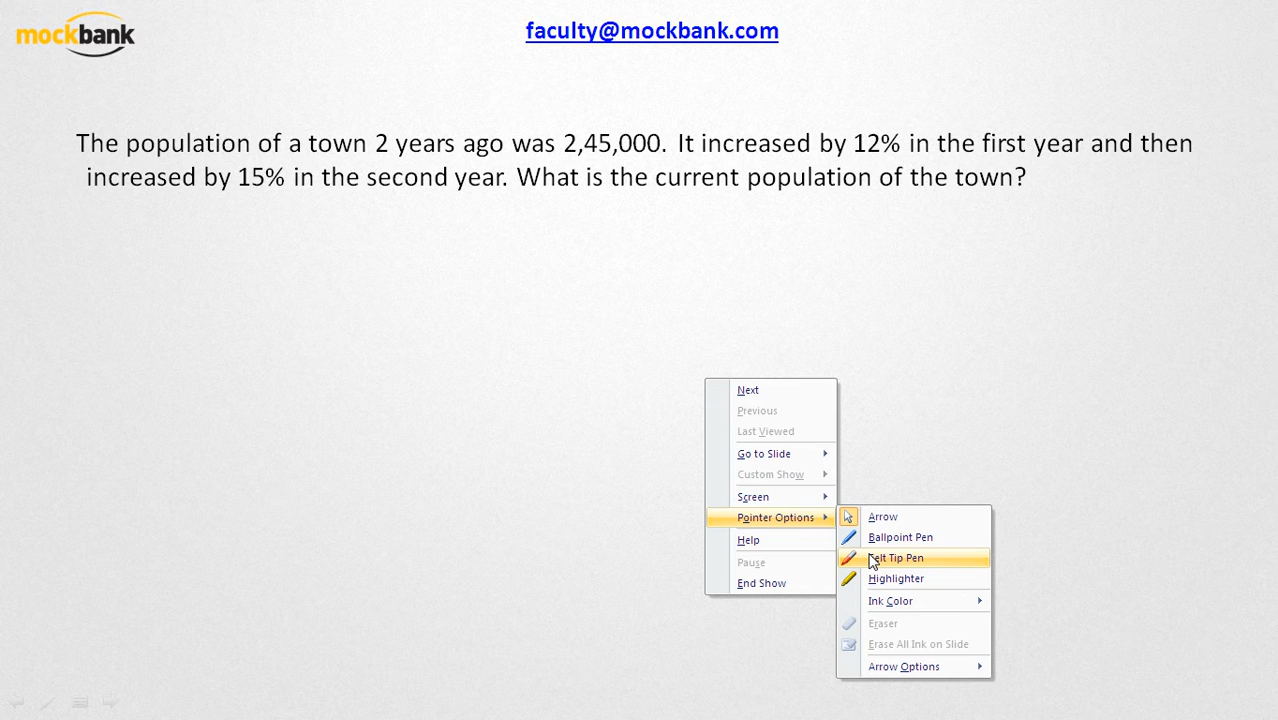 mockbank
faculty@mockbank.com
The population of a town 2 years ago was 2,45,000. It increased by 12% in the first year and then
increased by 15% in the second year. What is the current population of the town?
Next
Previous
Last Viewed
Go to Slide
Custom Show
Screen
Pointer Options
Help
Pause
End Show
Arrow
Ballpoint Pen
Felt Tip Pen
Highlighter
Ink Color
Eraser
Erase All Ink on Slide
Arrow Options